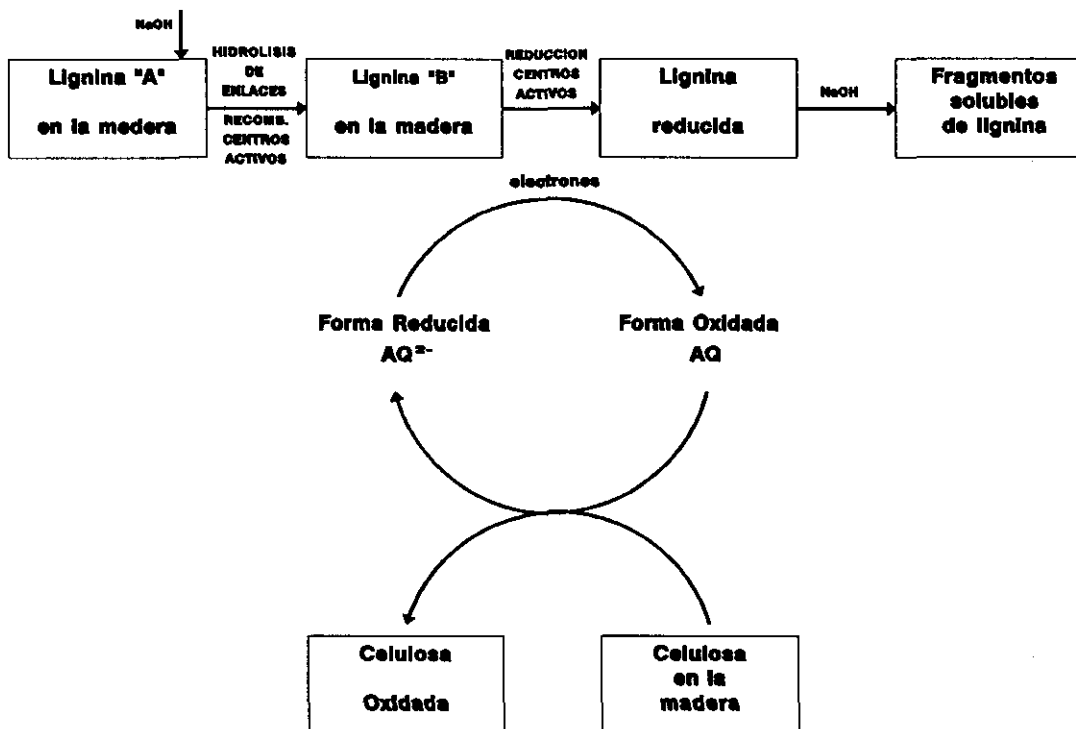 NaOH
Lignina "A"
en la medera
HIDROLISIS
DE
ENLACES
RECOMB.
CENTROS
ACTIVOS
Lignina "B"
en la madera
REDUCCION
CENTROS
ACTIVOS
Lignina
reducida
NaOH
Fragmentos
solubles
de lignina
electrones
Forma Reducida
AQ²⁻
Forma Oxidada
AQ
Celulosa
Oxidada
Celulosa
en la
madera